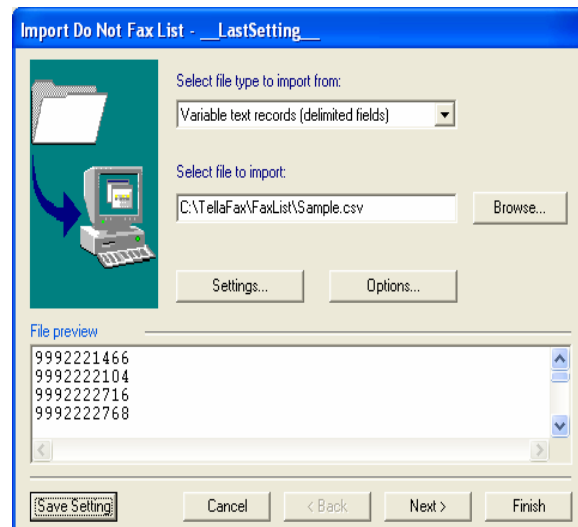 Import Do Not Fax List - __LastSetting__
Select file type to import from:
Variable text records (delimited fields)
Select file to import:
C:\TellaFax\FaxList\Sample.csv
Browse...
Settings... Options...
File preview
9992221466
9992222104
9992222716
9992222768
Save Setting Cancel < Back Next > Finish